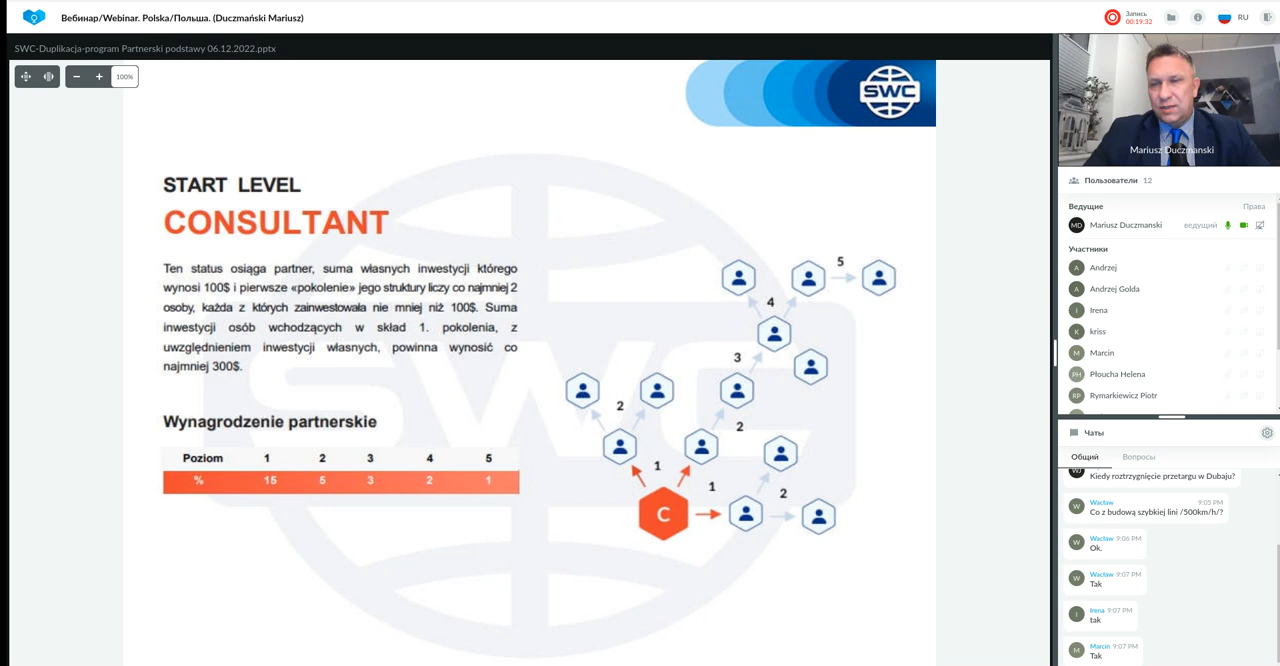 Вебинар/Webinar. Polska/Польша. (Duczmański Mariusz)
Запись
00:19:32
RU
SWC-Duplikacja-program Partnerski podstawy 06.12.2022.pptx
100%
SWC
START LEVEL
CONSULTANT
Ten status osiąga partner, suma własnych inwestycji którego
wynosi 100$ i pierwsze «pokolenie» jego struktury liczy co najmniej 2
osoby, każda z których zainwestowała nie mniej niż 100$. Suma
inwestycji osób wchodzących w skład 1. pokolenia, z
uwzględnieniem inwestycji własnych, powinna wynosić co
najmniej 300$.
Wynagrodzenie partnerskie
Poziom 1 2 3 4 5
% 15 5 3 2 1
5
4
3
2
2
1
1
2
C
Mariusz Duczmanski
Пользователи 12
Ведущие Права
MD Mariusz Duczmanski ведущий
Участники
A Andrzej
A Andrzej Golda
I Irena
K kriss
M Marcin
PH Płoucha Helena
RP Rymarkiewicz Piotr
Чаты
Общий Вопросы
Kiedy roztrzygnięcie przetargu w Dubaju?
W Wacław 9:05 PM
Co z budową szybkiej lini /500km/h/?
W Wacław 9:06 PM
Ok.
W Wacław 9:07 PM
Tak
I Irena 9:07 PM
tak
M Marcin 9:07 PM
Tak